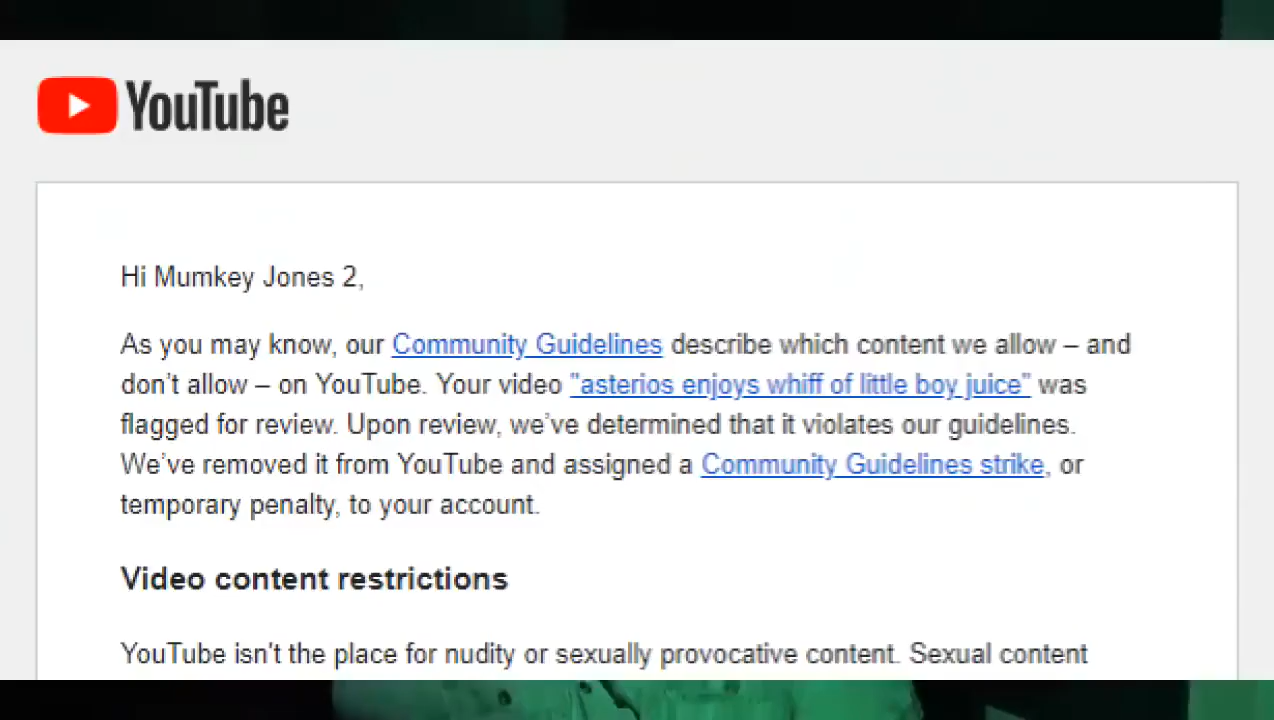 YouTube
Hi Mumkey Jones 2,
As you may know, our Community Guidelines describe which content we allow – and
don't allow – on YouTube. Your video "asterios enjoys whiff of little boy juice" was
flagged for review. Upon review, we've determined that it violates our guidelines.
We've removed it from YouTube and assigned a Community Guidelines strike, or
temporary penalty, to your account.
Video content restrictions
YouTube isn't the place for nudity or sexually provocative content. Sexual content